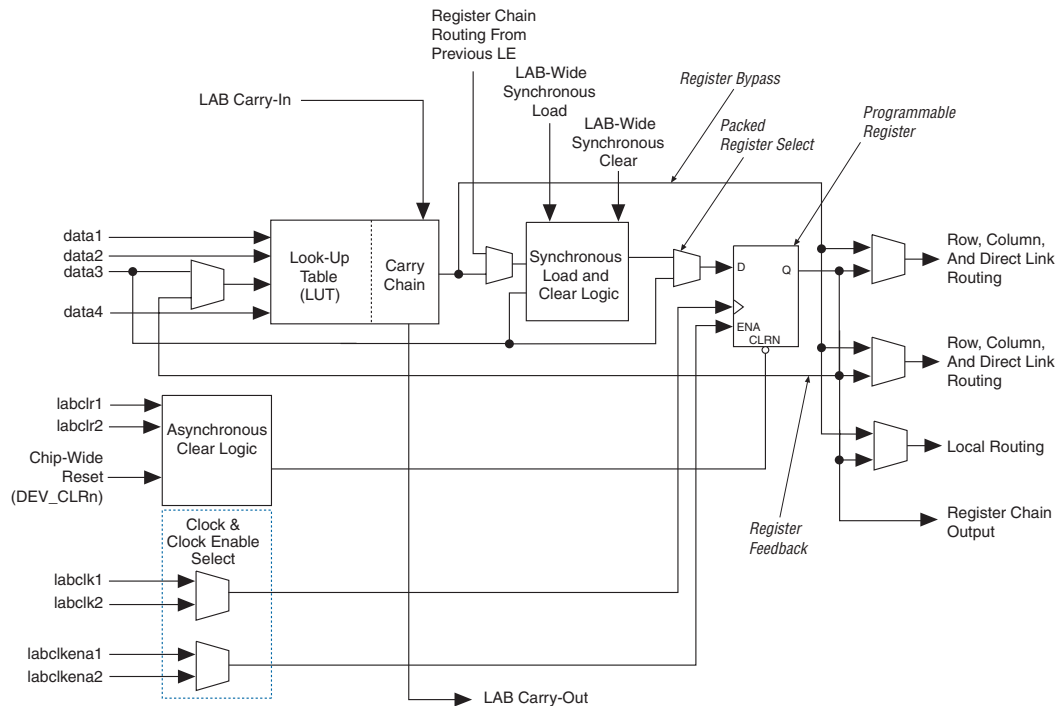 Register Chain
Routing From
Previous LE
LAB-Wide
Synchronous
Load
Register Bypass
Programmable
Register
LAB Carry-In
LAB-Wide
Synchronous
Clear
Packed
Register Select
data1
data2
data3
data4
Look-Up
Table
(LUT)
Carry
Chain
Synchronous
Load and
Clear Logic
D
Q
ENA
CLRN
Row, Column,
And Direct Link
Routing
Row, Column,
And Direct Link
Routing
labclr1
labclr2
Chip-Wide
Reset
(DEV_CLRn)
Asynchronous
Clear Logic
Local Routing
Register Chain
Output
Register
Feedback
Clock &
Clock Enable
Select
labclk1
labclk2
labclkena1
labclkena2
LAB Carry-Out